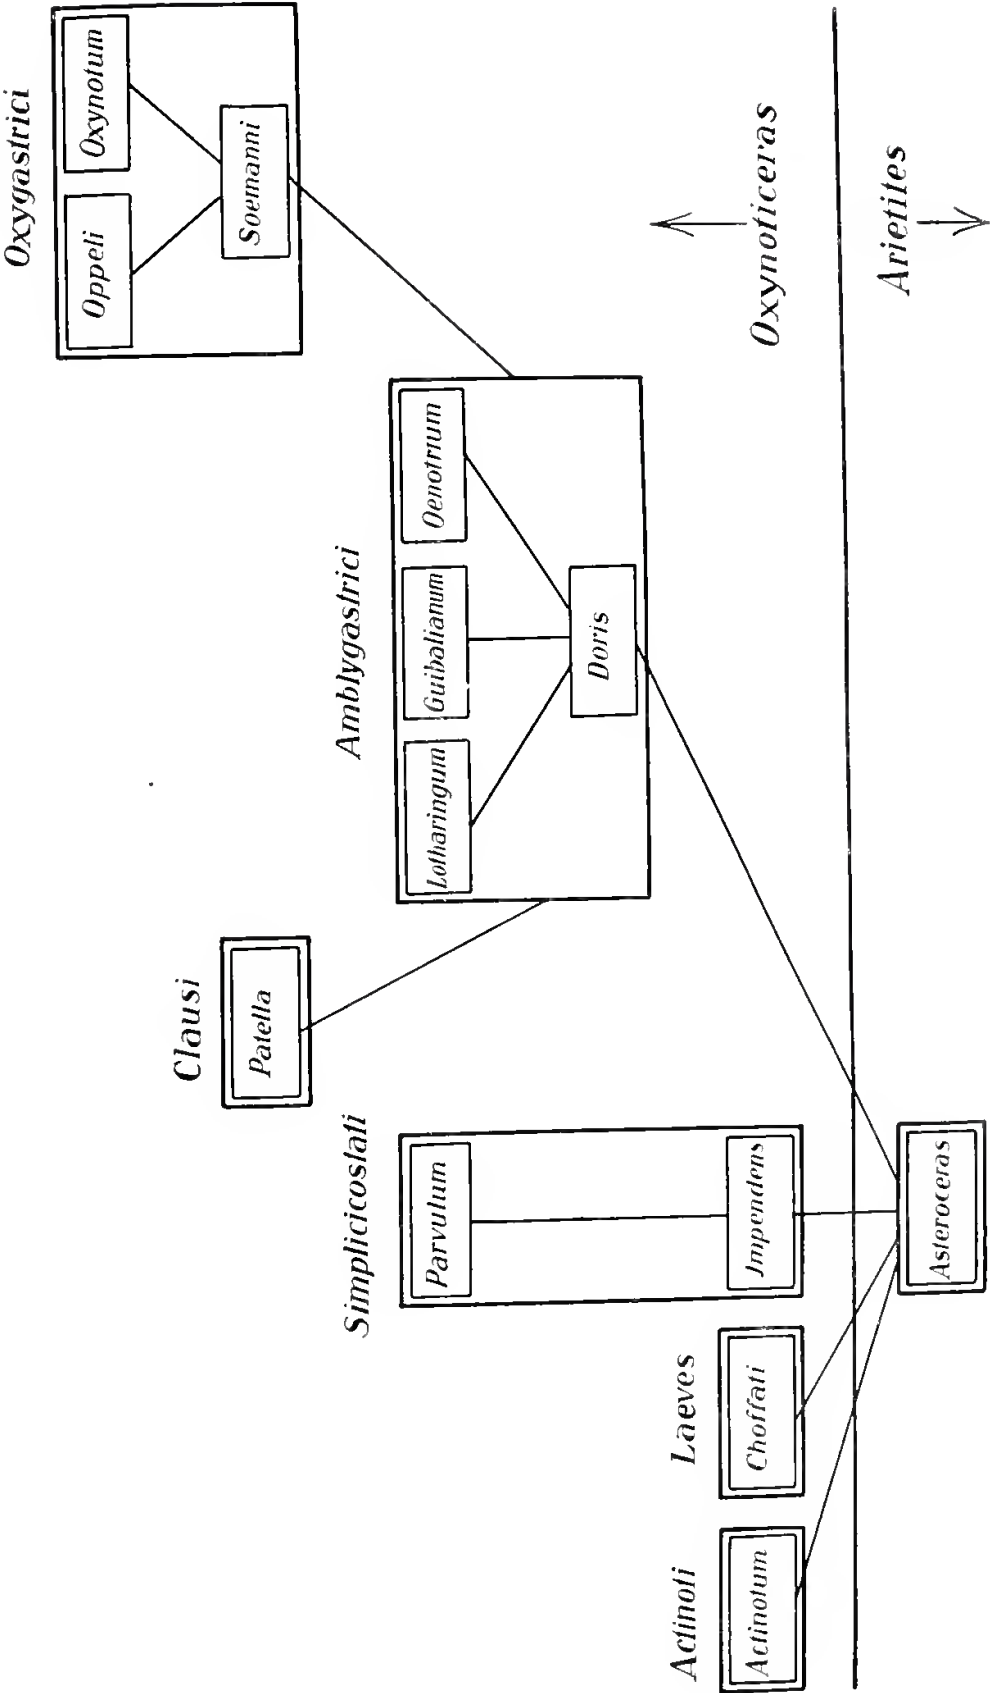 Oxygastrici
Oppeli
Oxynotum
Soemanni
Clausi
Patella
Amblygastrici
Lotharingum
Guibalianum
Oenotrium
Doris
Simplicicostati
Parvulum
Jmpendens
Laeves
Choffati
Actinoti
Actinotum
Oxynoticeras
Arietites
Asteroceras